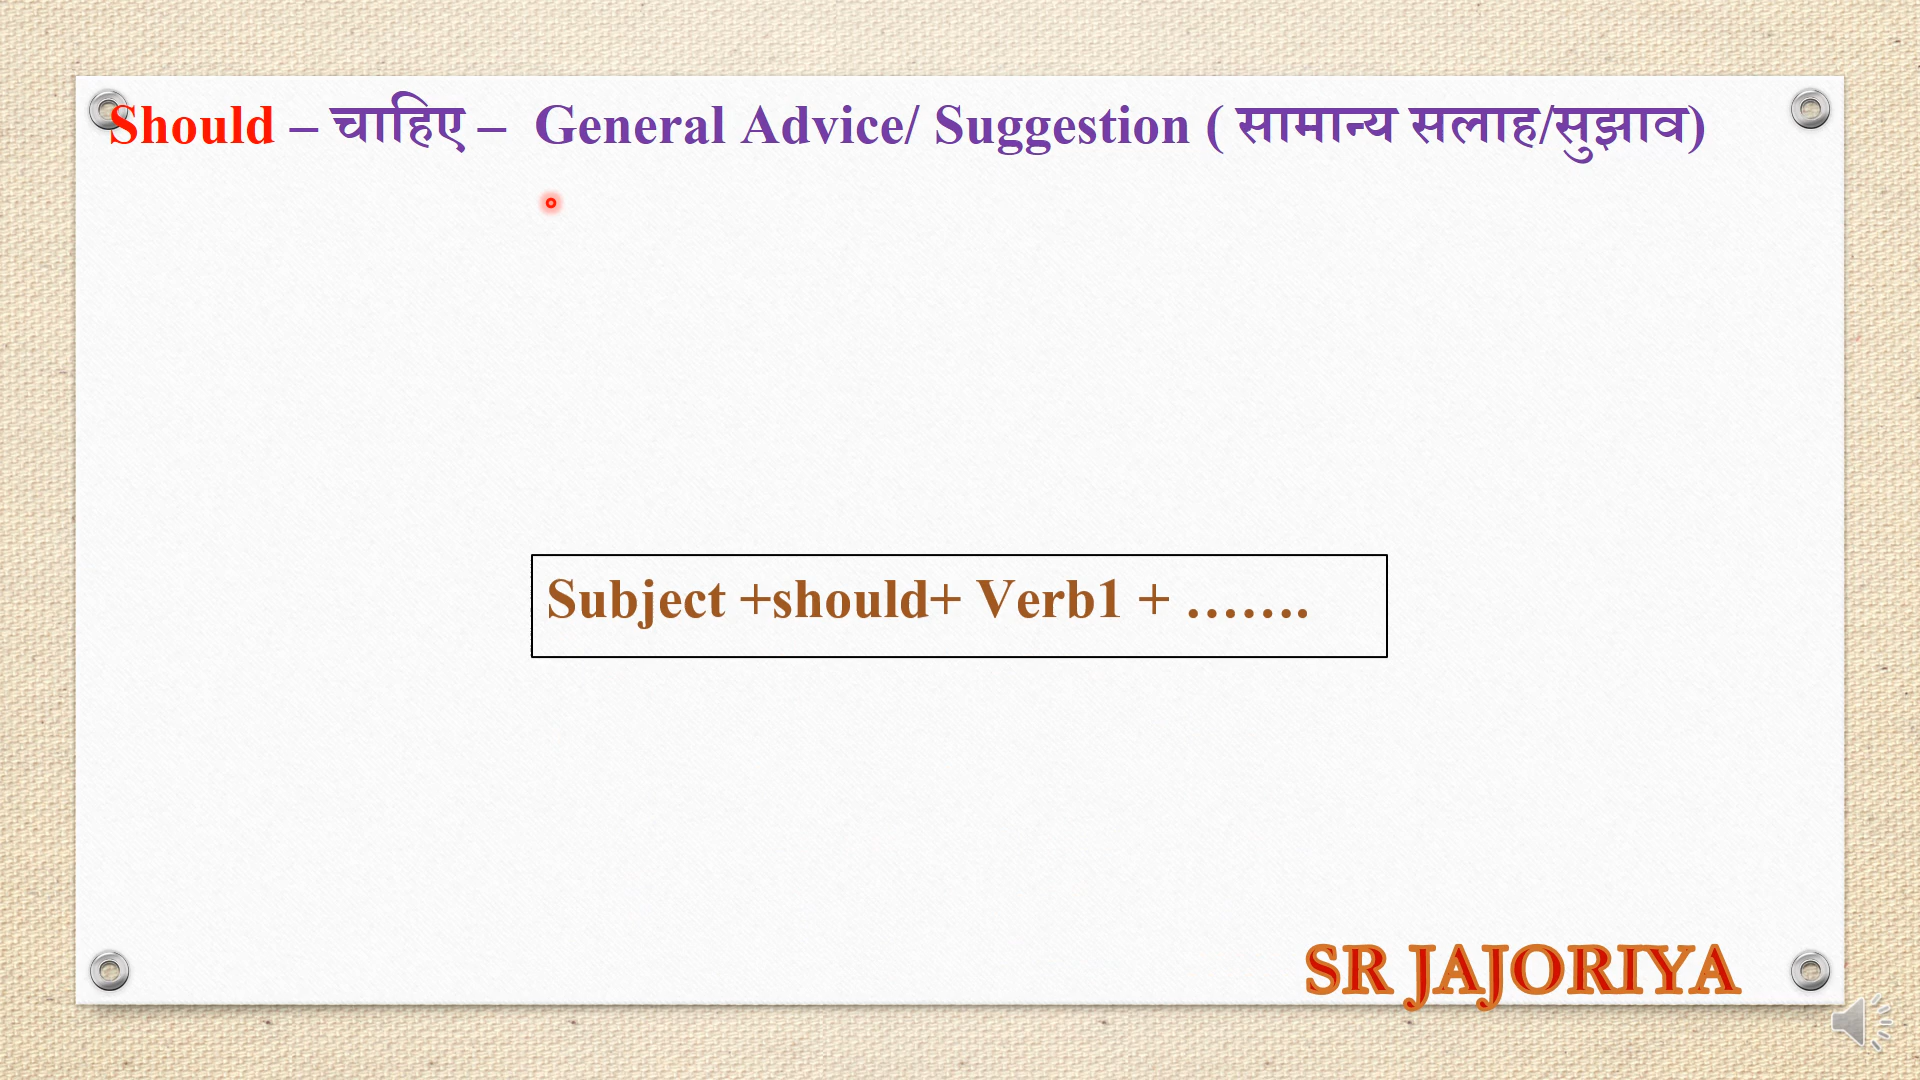 Should – चाहिए – General Advice/ Suggestion ( सामान्य सलाह/सुझाव)
Subject +should+ Verb1 + …….
SR JAJORIYA